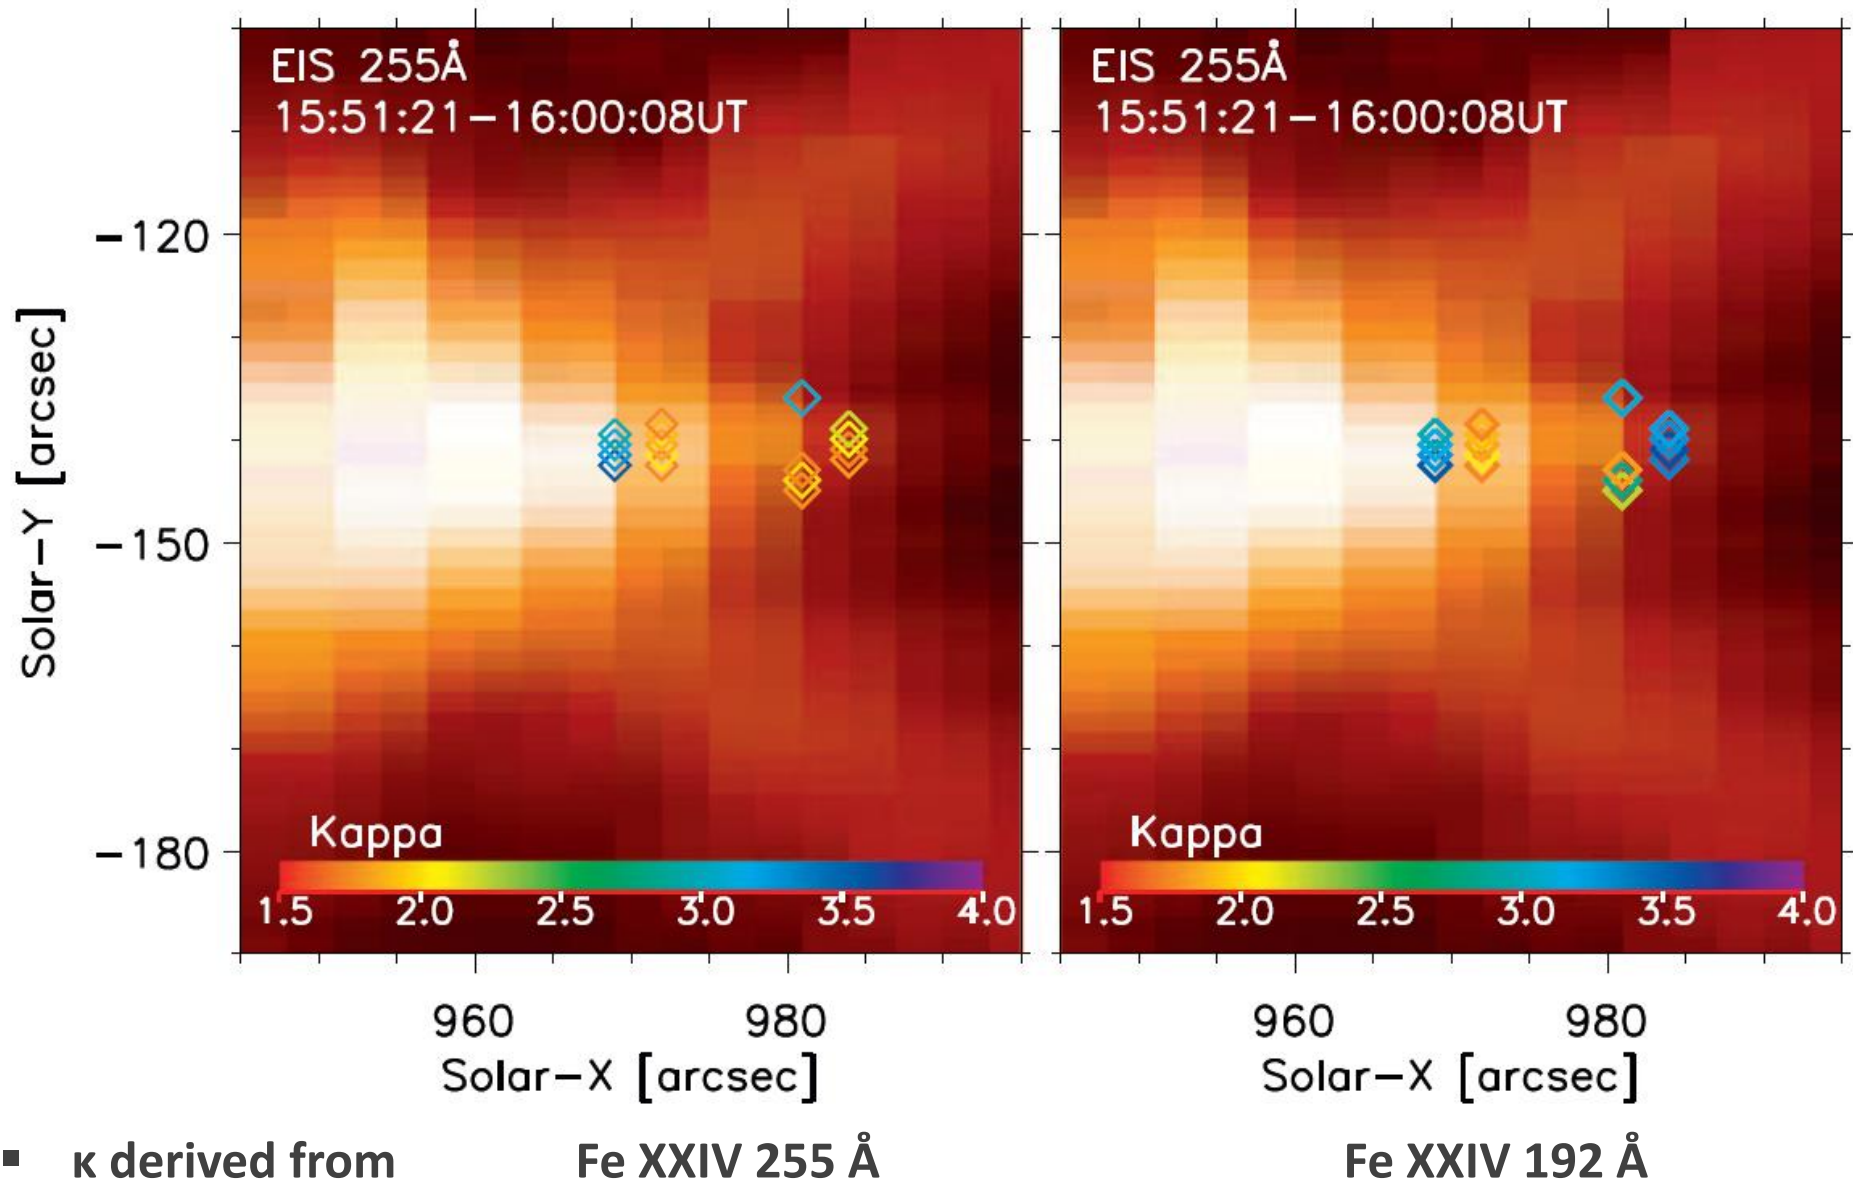 EIS 255Å
15:51:21–16:00:08UT
EIS 255Å
15:51:21–16:00:08UT
–120
–150
–180
Solar–Y [arcsec]
Kappa
1.5 2.0 2.5 3.0 3.5 4.0
Kappa
1.5 2.0 2.5 3.0 3.5 4.0
960 980
Solar–X [arcsec]
960 980
Solar–X [arcsec]
▪ κ derived from Fe XXIV 255 Å Fe XXIV 192 Å